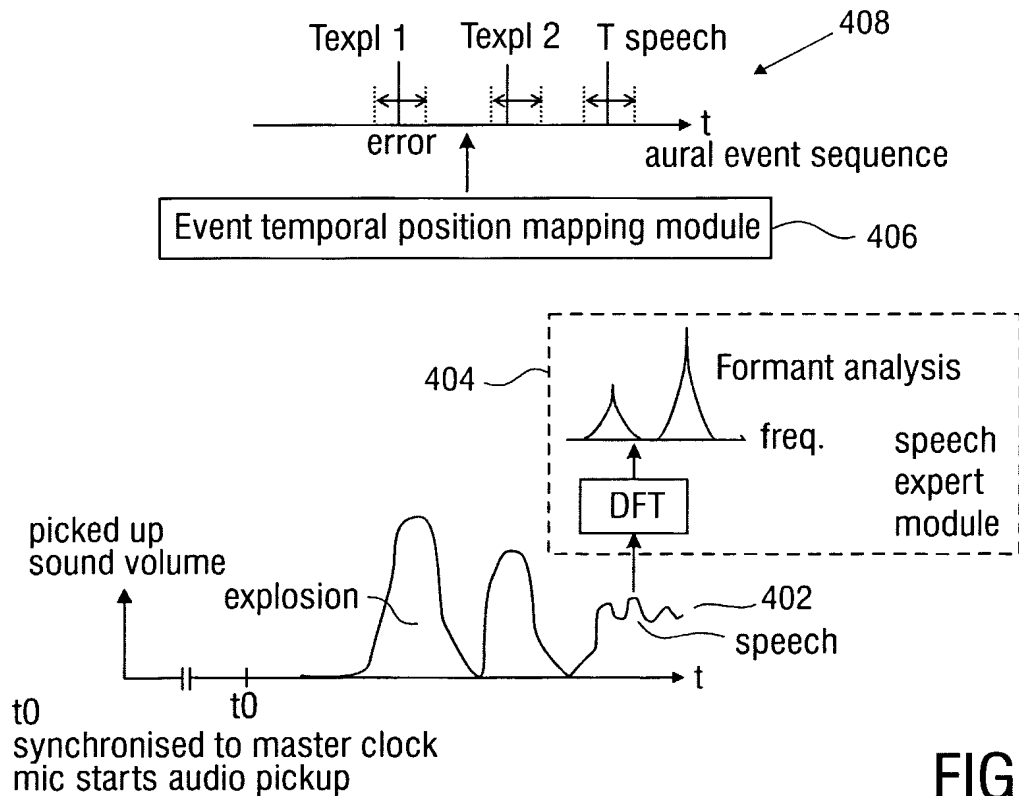 Texpl 1 Texpl 2 T speech 408
error t
aural event sequence
Event temporal position mapping module 406
404 Formant analysis
freq. speech
expert
module
DFT
picked up
sound volume
explosion
402
speech
t
t0
t0
synchronised to master clock
mic starts audio pickup
FIG